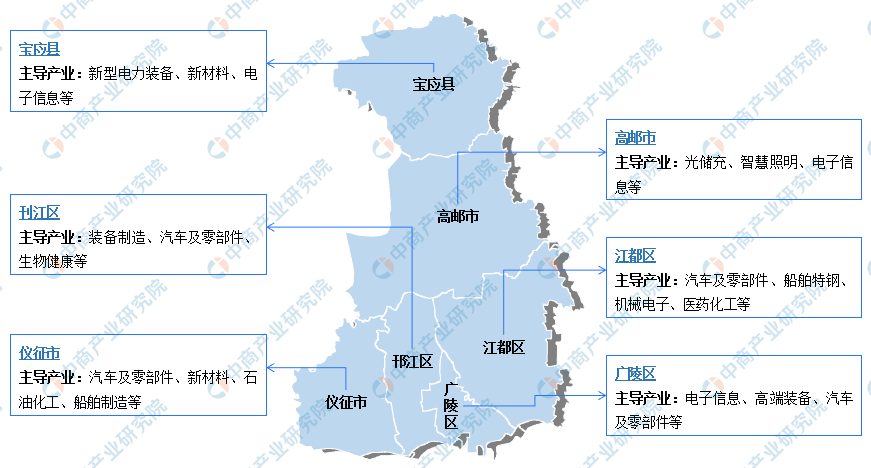 宝应县
主导产业：新型电力装备、新材料、电
子信息等
刊江区
主导产业：装备制造、汽车及零部件、
生物健康等
仪征市
主导产业：汽车及零部件、新材料、石
油化工、船舶制造等
高邮市
主导产业：光储充、智慧照明、电子信
息等
江都区
主导产业：汽车及零部件、船舶特钢、
机械电子、医药化工等
广陵区
主导产业：电子信息、高端装备、汽车
及零部件等
宝应县
高邮市
江都区
邗江区
仪征市
广
陵
区
中商产业研究院